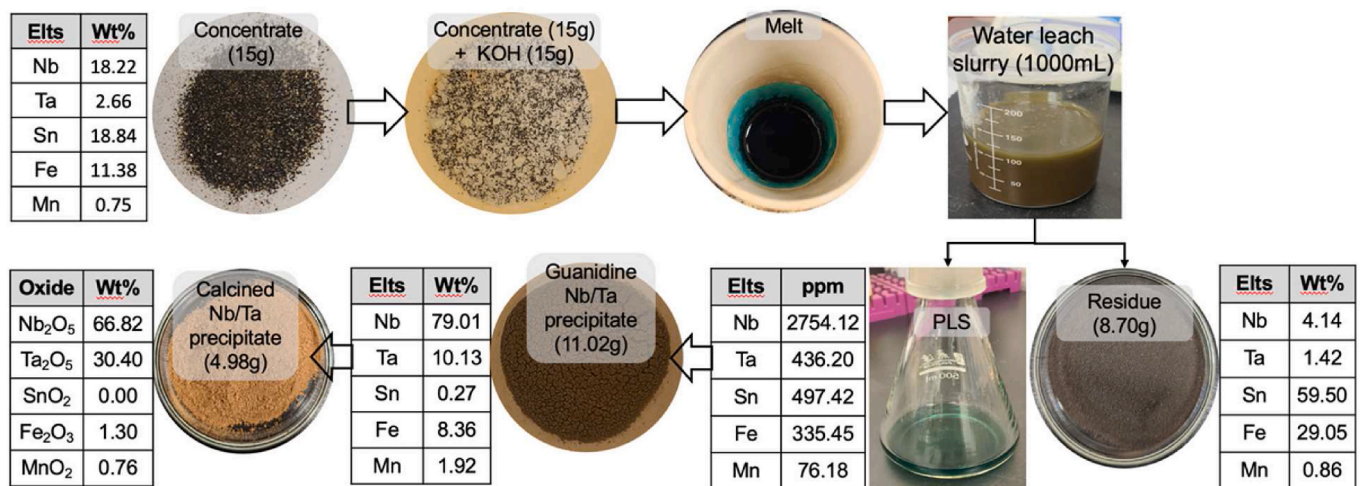 Elts Wt%
Nb 18.22
Ta 2.66
Sn 18.84
Fe 11.38
Mn 0.75
Concentrate
(15g)
Concentrate (15g)
+ KOH (15g)
Melt
Water leach
slurry (1000mL)
200
150
100
50
Oxide Wt%
Nb2O5 66.82
Ta2O5 30.40
SnO2 0.00
Fe2O3 1.30
MnO2 0.76
Calcined
Nb/Ta
precipitate
(4.98g)
Elts Wt%
Nb 79.01
Ta 10.13
Sn 0.27
Fe 8.36
Mn 1.92
Guanidine
Nb/Ta
precipitate
(11.02g)
Elts ppm
Nb 2754.12
Ta 436.20
Sn 497.42
Fe 335.45
Mn 76.18
PLS
Residue
(8.70g)
Elts Wt%
Nb 4.14
Ta 1.42
Sn 59.50
Fe 29.05
Mn 0.86